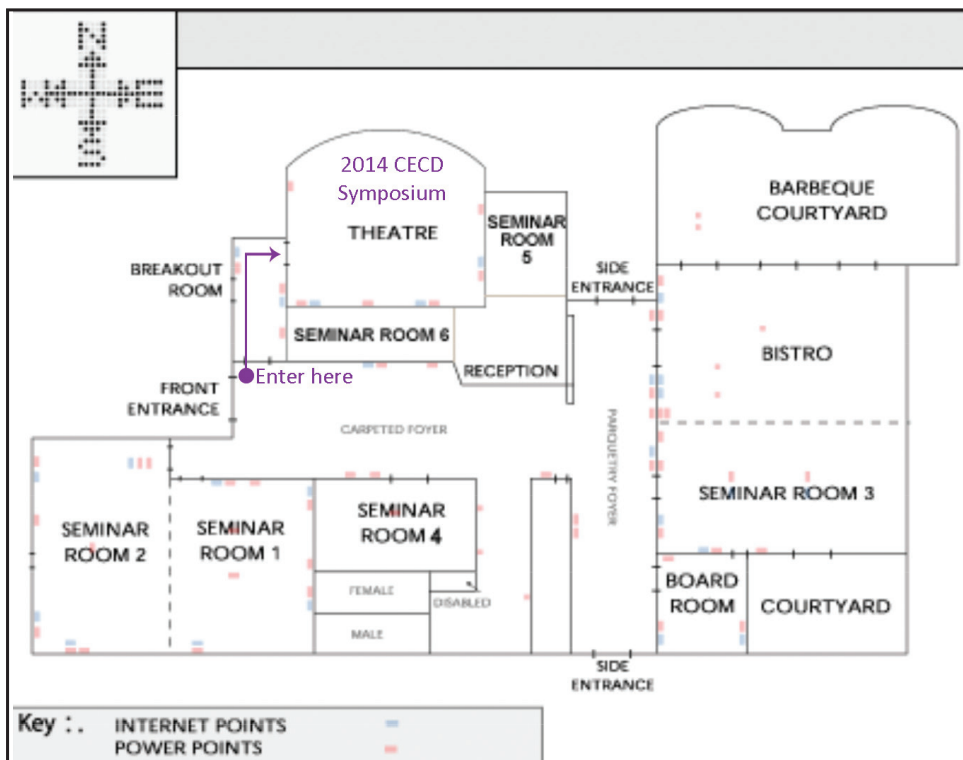 N
W E
S
2014 CECD
Symposium
THEATRE
SEMINAR
ROOM
5
BARBEQUE
COURTYARD
BREAKOUT
ROOM
SIDE
ENTRANCE
SEMINAR ROOM 6
BISTRO
RECEPTION
Enter here
FRONT
ENTRANCE
CARPETED FOYER
PARQUETRY FOYER
SEMINAR
ROOM 2
SEMINAR
ROOM 1
SEMINAR
ROOM 4
SEMINAR ROOM 3
FEMALE
DISABLED
MALE
BOARD
ROOM
COURTYARD
SIDE
ENTRANCE
Key :.
INTERNET POINTS
POWER POINTS